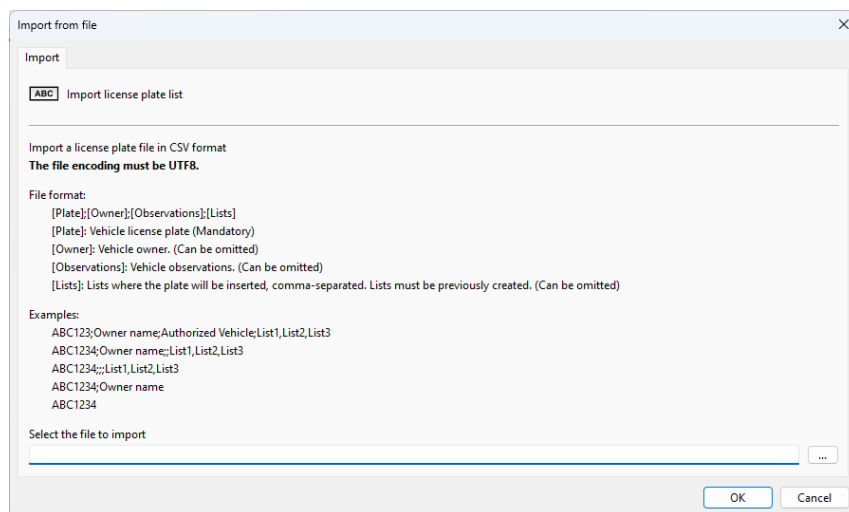 Import from file
Import
ABC Import license plate list
Import a license plate file in CSV format
The file encoding must be UTF8.
File format:
[Plate];[Owner];[Observations];[Lists]
[Plate]: Vehicle license plate (Mandatory)
[Owner]: Vehicle owner. (Can be omitted)
[Observations]: Vehicle observations. (Can be omitted)
[Lists]: Lists where the plate will be inserted, comma-separated. Lists must be previously created. (Can be omitted)
Examples:
ABC123;Owner name;Authorized Vehicle;List1,List2,List3
ABC1234;Owner name;;List1,List2,List3
ABC1234;;;List1,List2,List3
ABC1234;Owner name
ABC1234
Select the file to import
...
OK Cancel